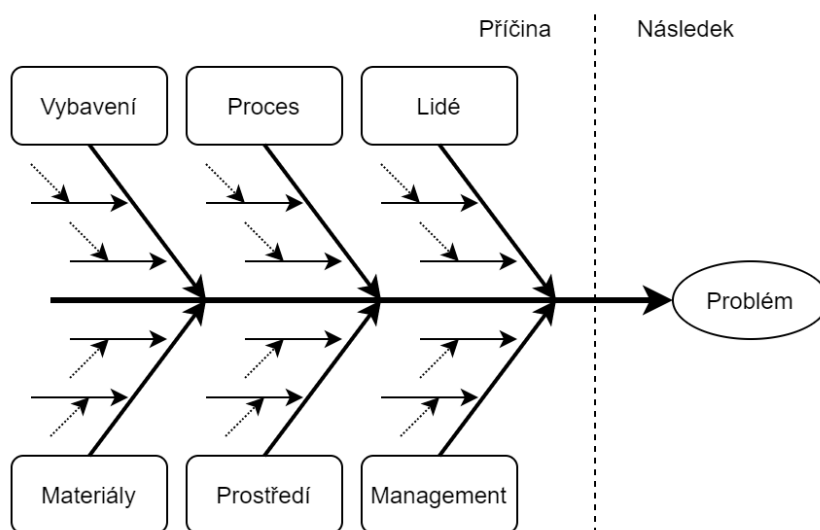 Příčina
Následek
Vybavení
Proces
Lidé
Problém
Materiály
Prostředí
Management